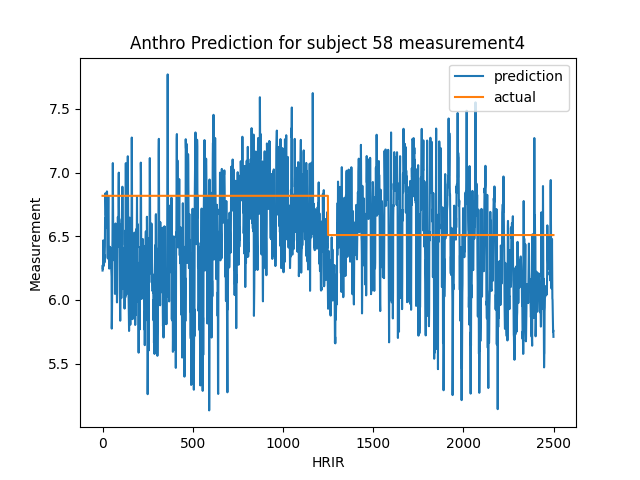 Anthro Prediction for subject 58 measurement4
prediction
actual
7.5
7.0
6.5
6.0
5.5
Measurement
0
500
1000
1500
2000
2500
HRIR